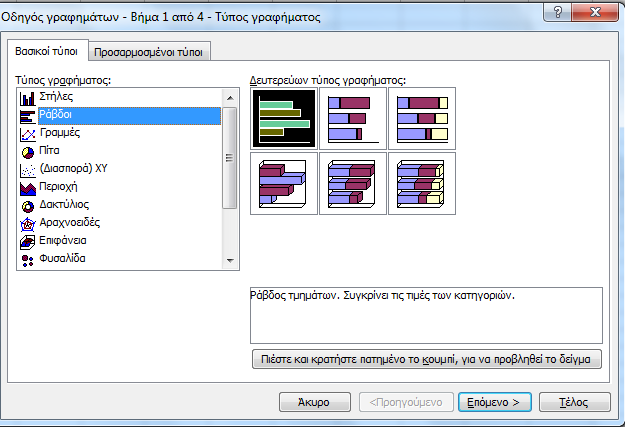 Οδηγός γραφημάτων - Βήμα 1 από 4 - Τύπος γραφήματος
Βασικοί τύποι
Προσαρμοσμένοι τύποι
Τύπος γραφήματος:
Στήλες
Ράβδοι
Γραμμές
Πίτα
(Διασπορά) XY
Περιοχή
Δακτύλιος
Αραχνοειδές
Επιφάνεια
Φυσαλίδα
Δευτερεύων τύπος γραφήματος:
Ράβδος τμημάτων. Συγκρίνει τις τιμές των κατηγοριών.
Πιέστε και κρατήστε πατημένο το κουμπί, για να προβληθεί το δείγμα
Άκυρο
<Προηγούμενο
Επόμενο >
Τέλος